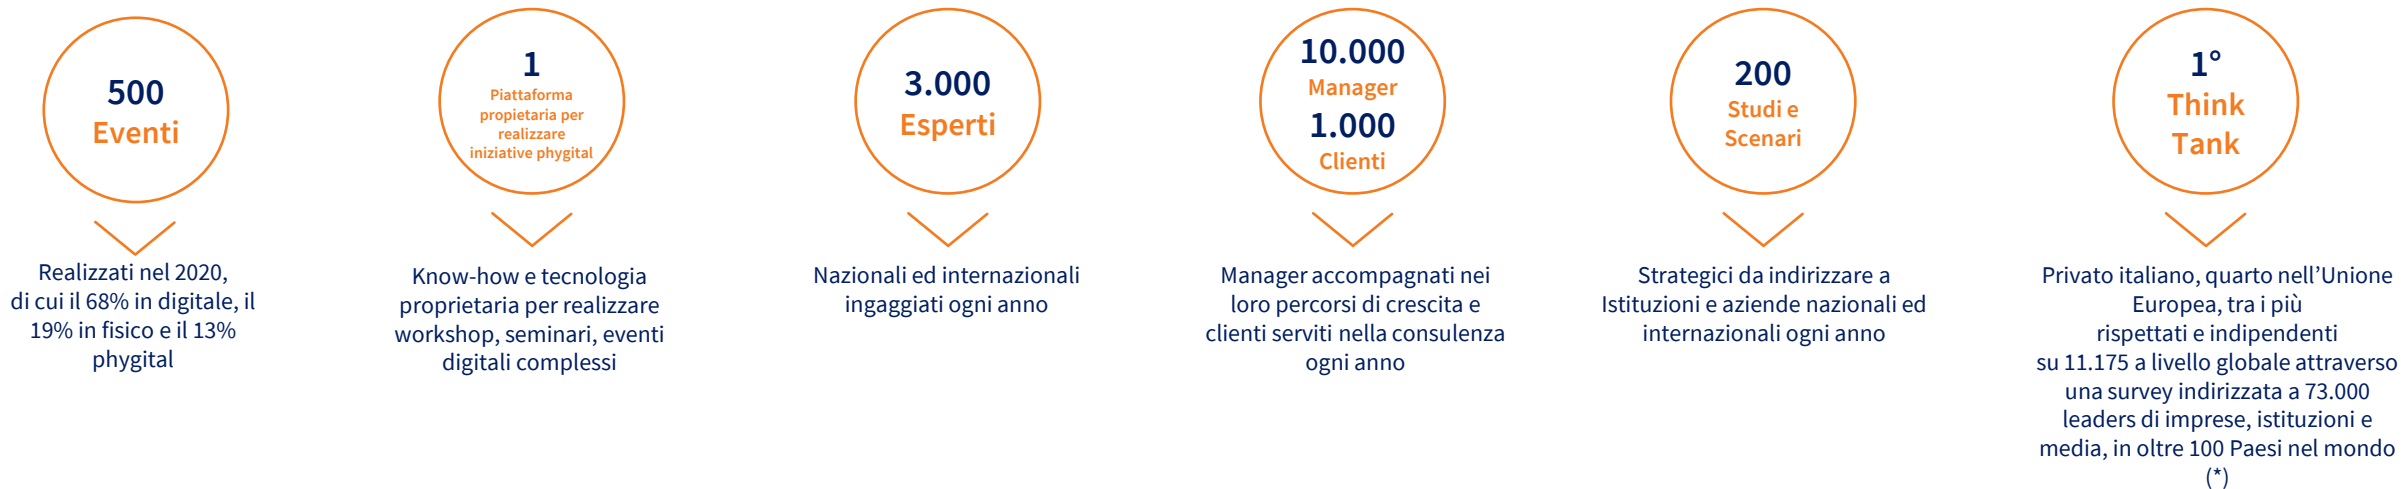 500
Eventi
Realizzati nel 2020,
di cui il 68% in digitale, il
19% in fisico e il 13%
phygital
1
Piattaforma
propietaria per
realizzare
iniziative phygital
Know-how e tecnologia
proprietaria per realizzare
workshop, seminari, eventi
digitali complessi
3.000
Esperti
Nazionali ed internazionali
ingaggiati ogni anno
10.000
Manager
1.000
Clienti
Manager accompagnati nei
loro percorsi di crescita e
clienti serviti nella consulenza
ogni anno
200
Studi e
Scenari
Strategici da indirizzare a
Istituzioni e aziende nazionali ed
internazionali ogni anno
1°
Think
Tank
Privato italiano, quarto nell’Unione
Europea, tra i più
rispettati e indipendenti
su 11.175 a livello globale attraverso
una survey indirizzata a 73.000
leaders di imprese, istituzioni e
media, in oltre 100 Paesi nel mondo
(*)